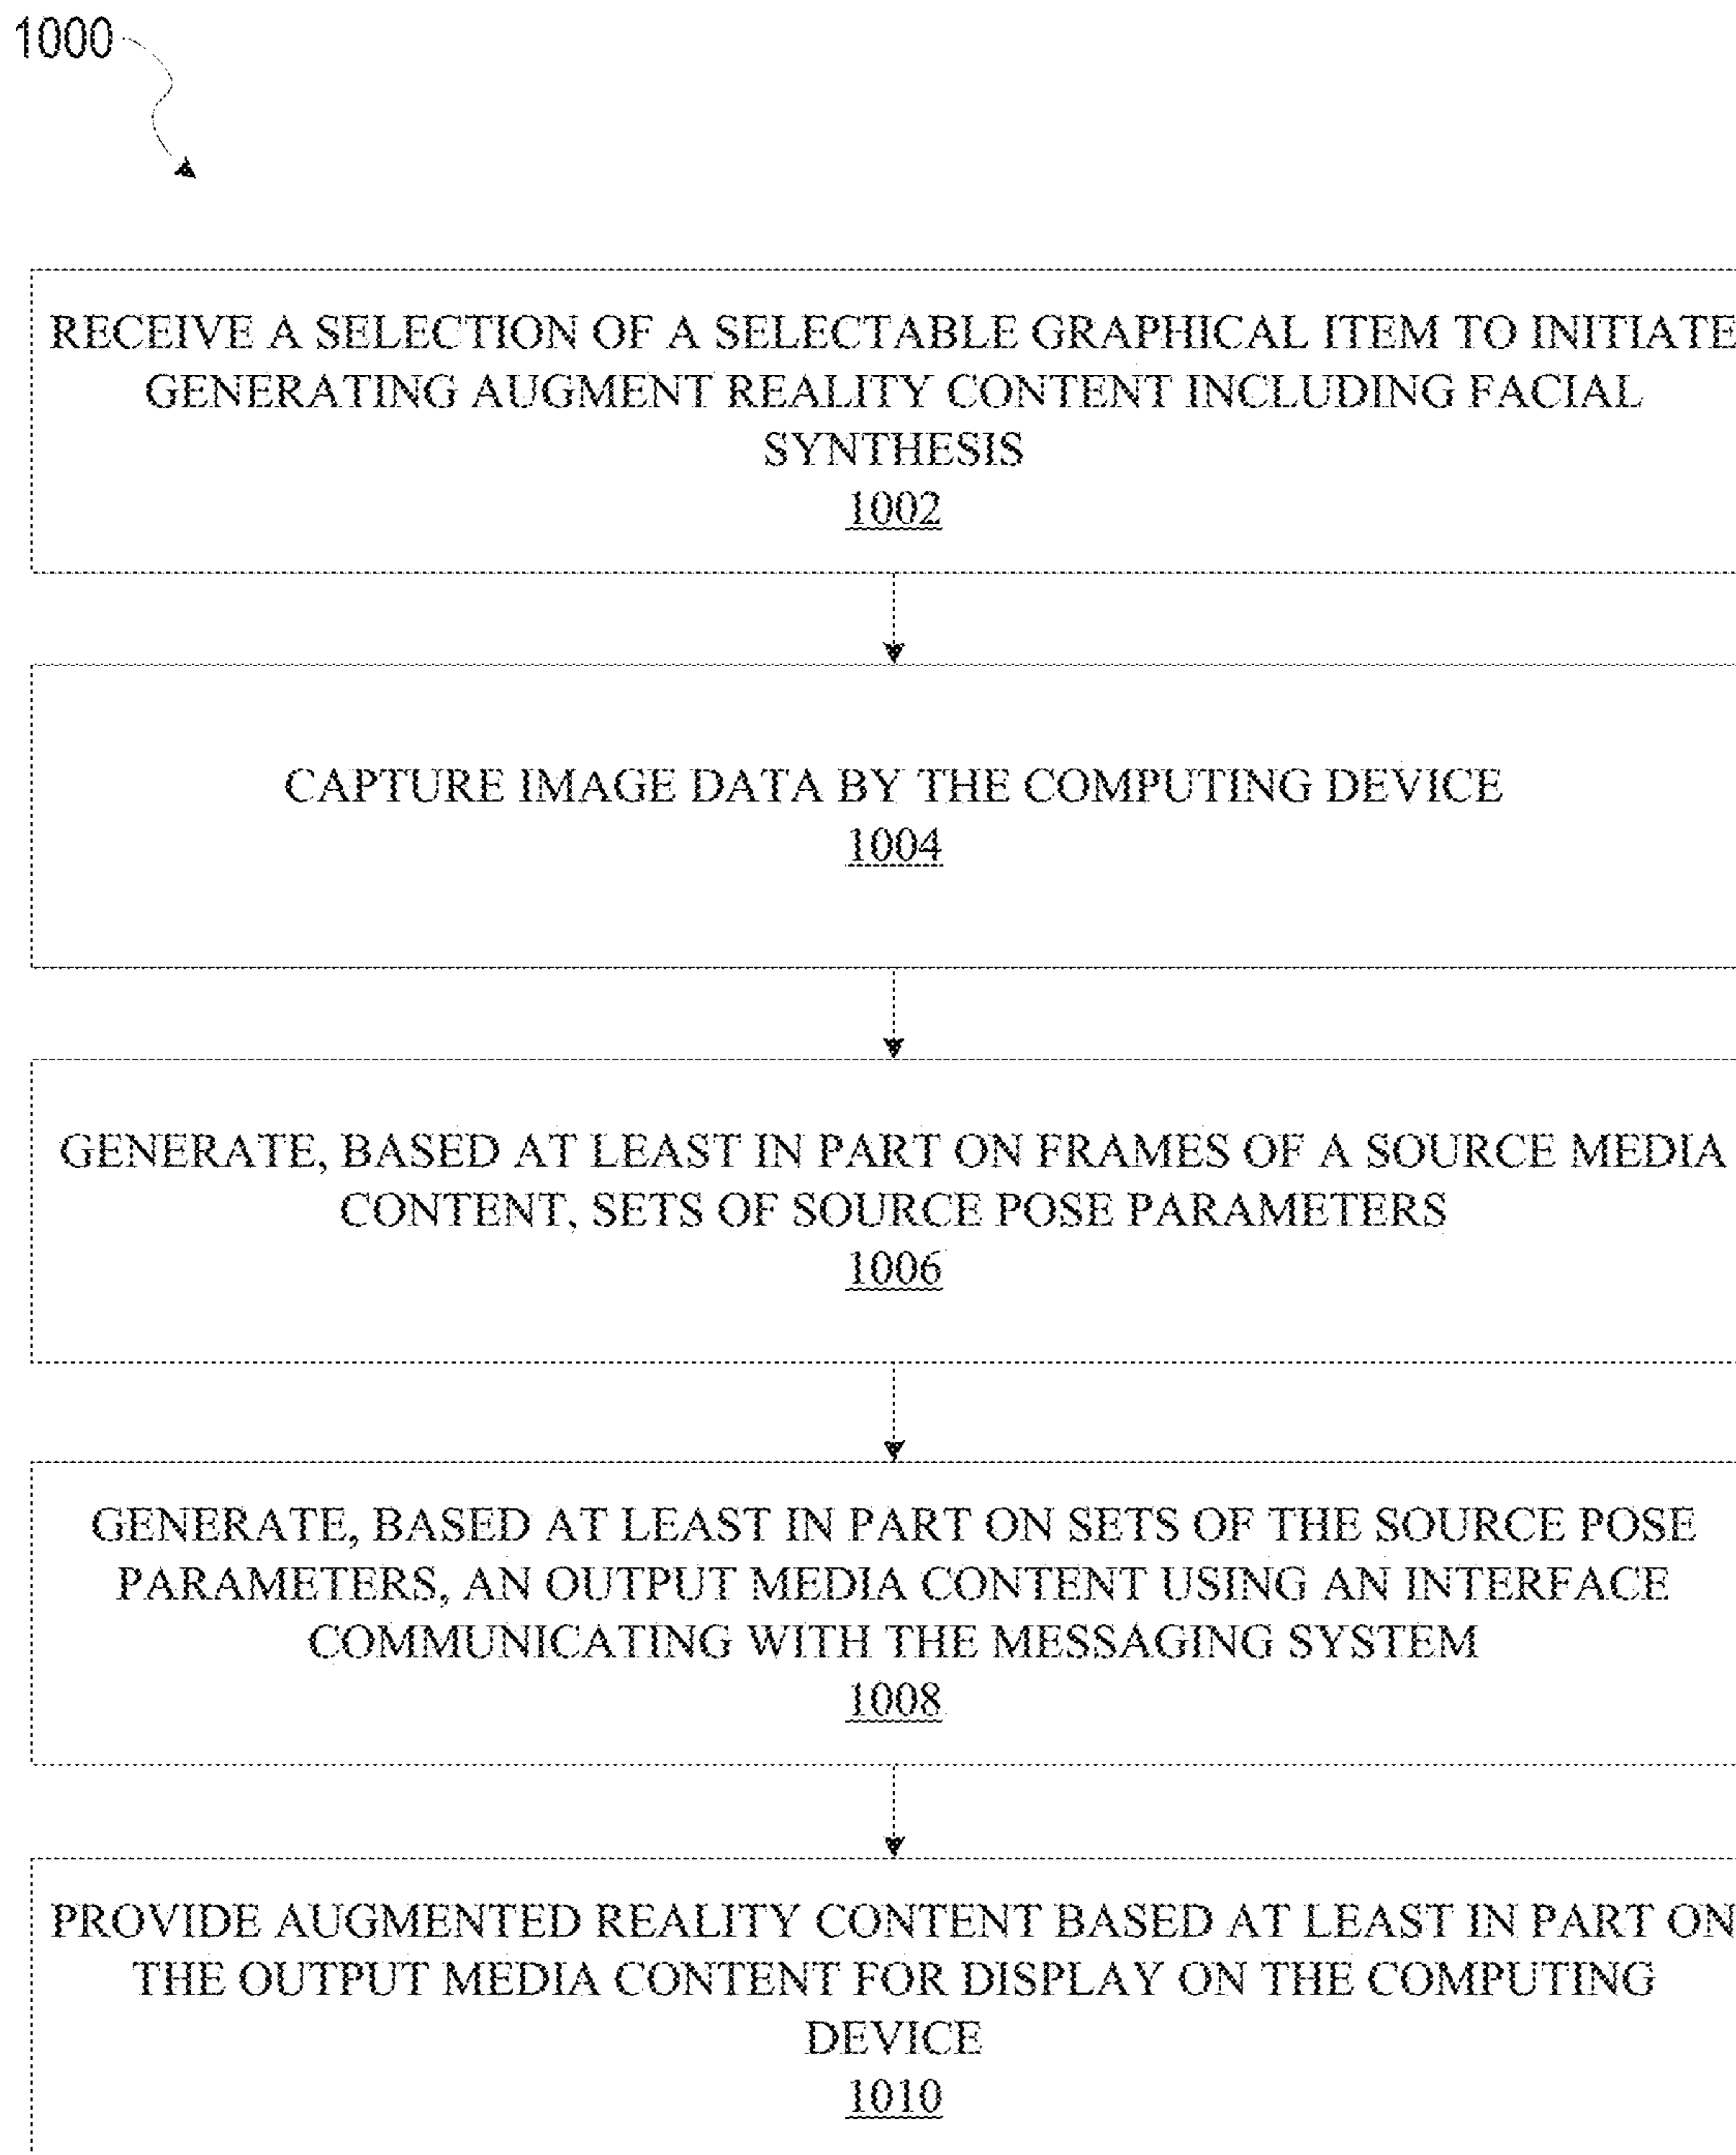 1000
RECEIVE A SELECTION OF A SELECTABLE GRAPHICAL ITEM TO INITIATE
GENERATING AUGMENT REALITY CONTENT INCLUDING FACIAL
SYNTHESIS
1002
CAPTURE IMAGE DATA BY THE COMPUTING DEVICE
1004
GENERATE, BASED AT LEAST IN PART ON FRAMES OF A SOURCE MEDIA
CONTENT, SETS OF SOURCE POSE PARAMETERS
1006
GENERATE, BASED AT LEAST IN PART ON SETS OF THE SOURCE POSE
PARAMETERS, AN OUTPUT MEDIA CONTENT USING AN INTERFACE
COMMUNICATING WITH THE MESSAGING SYSTEM
1008
PROVIDE AUGMENTED REALITY CONTENT BASED AT LEAST IN PART ON
THE OUTPUT MEDIA CONTENT FOR DISPLAY ON THE COMPUTING
DEVICE
1010